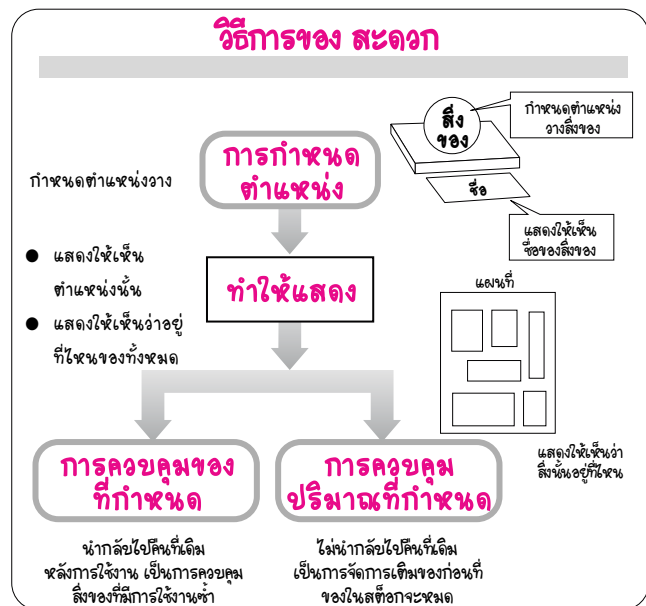 วิธีการของ สะดวก
กำหนดตำแหน่งวาง
การกำหนด
ตำแหน่ง
สิ่ง
ของ
กำหนดตำแหน่ง
วางสิ่งของ
ชื่อ
แสดงให้เห็น
ชื่อของสิ่งของ
● แสดงให้เห็น
ตำแหน่งนั้น
● แสดงให้เห็นว่าอยู่
ที่ไหนของทั้งหมด
ทำให้แสดง
แผนที่
แสดงให้เห็นว่า
สิ่งนั้นอยู่ที่ไหน
การควบคุมของ
ที่กำหนด
นำกลับไปคืนที่เดิม
หลังการใช้งาน เป็นการควบคุม
สิ่งของที่มีการใช้งานซ้ำ
การควบคุม
ปริมาณที่กำหนด
ไม่นำกลับไปคืนที่เดิม
เป็นการจัดการเติมของก่อนที่
ของในสต็อกจะหมด